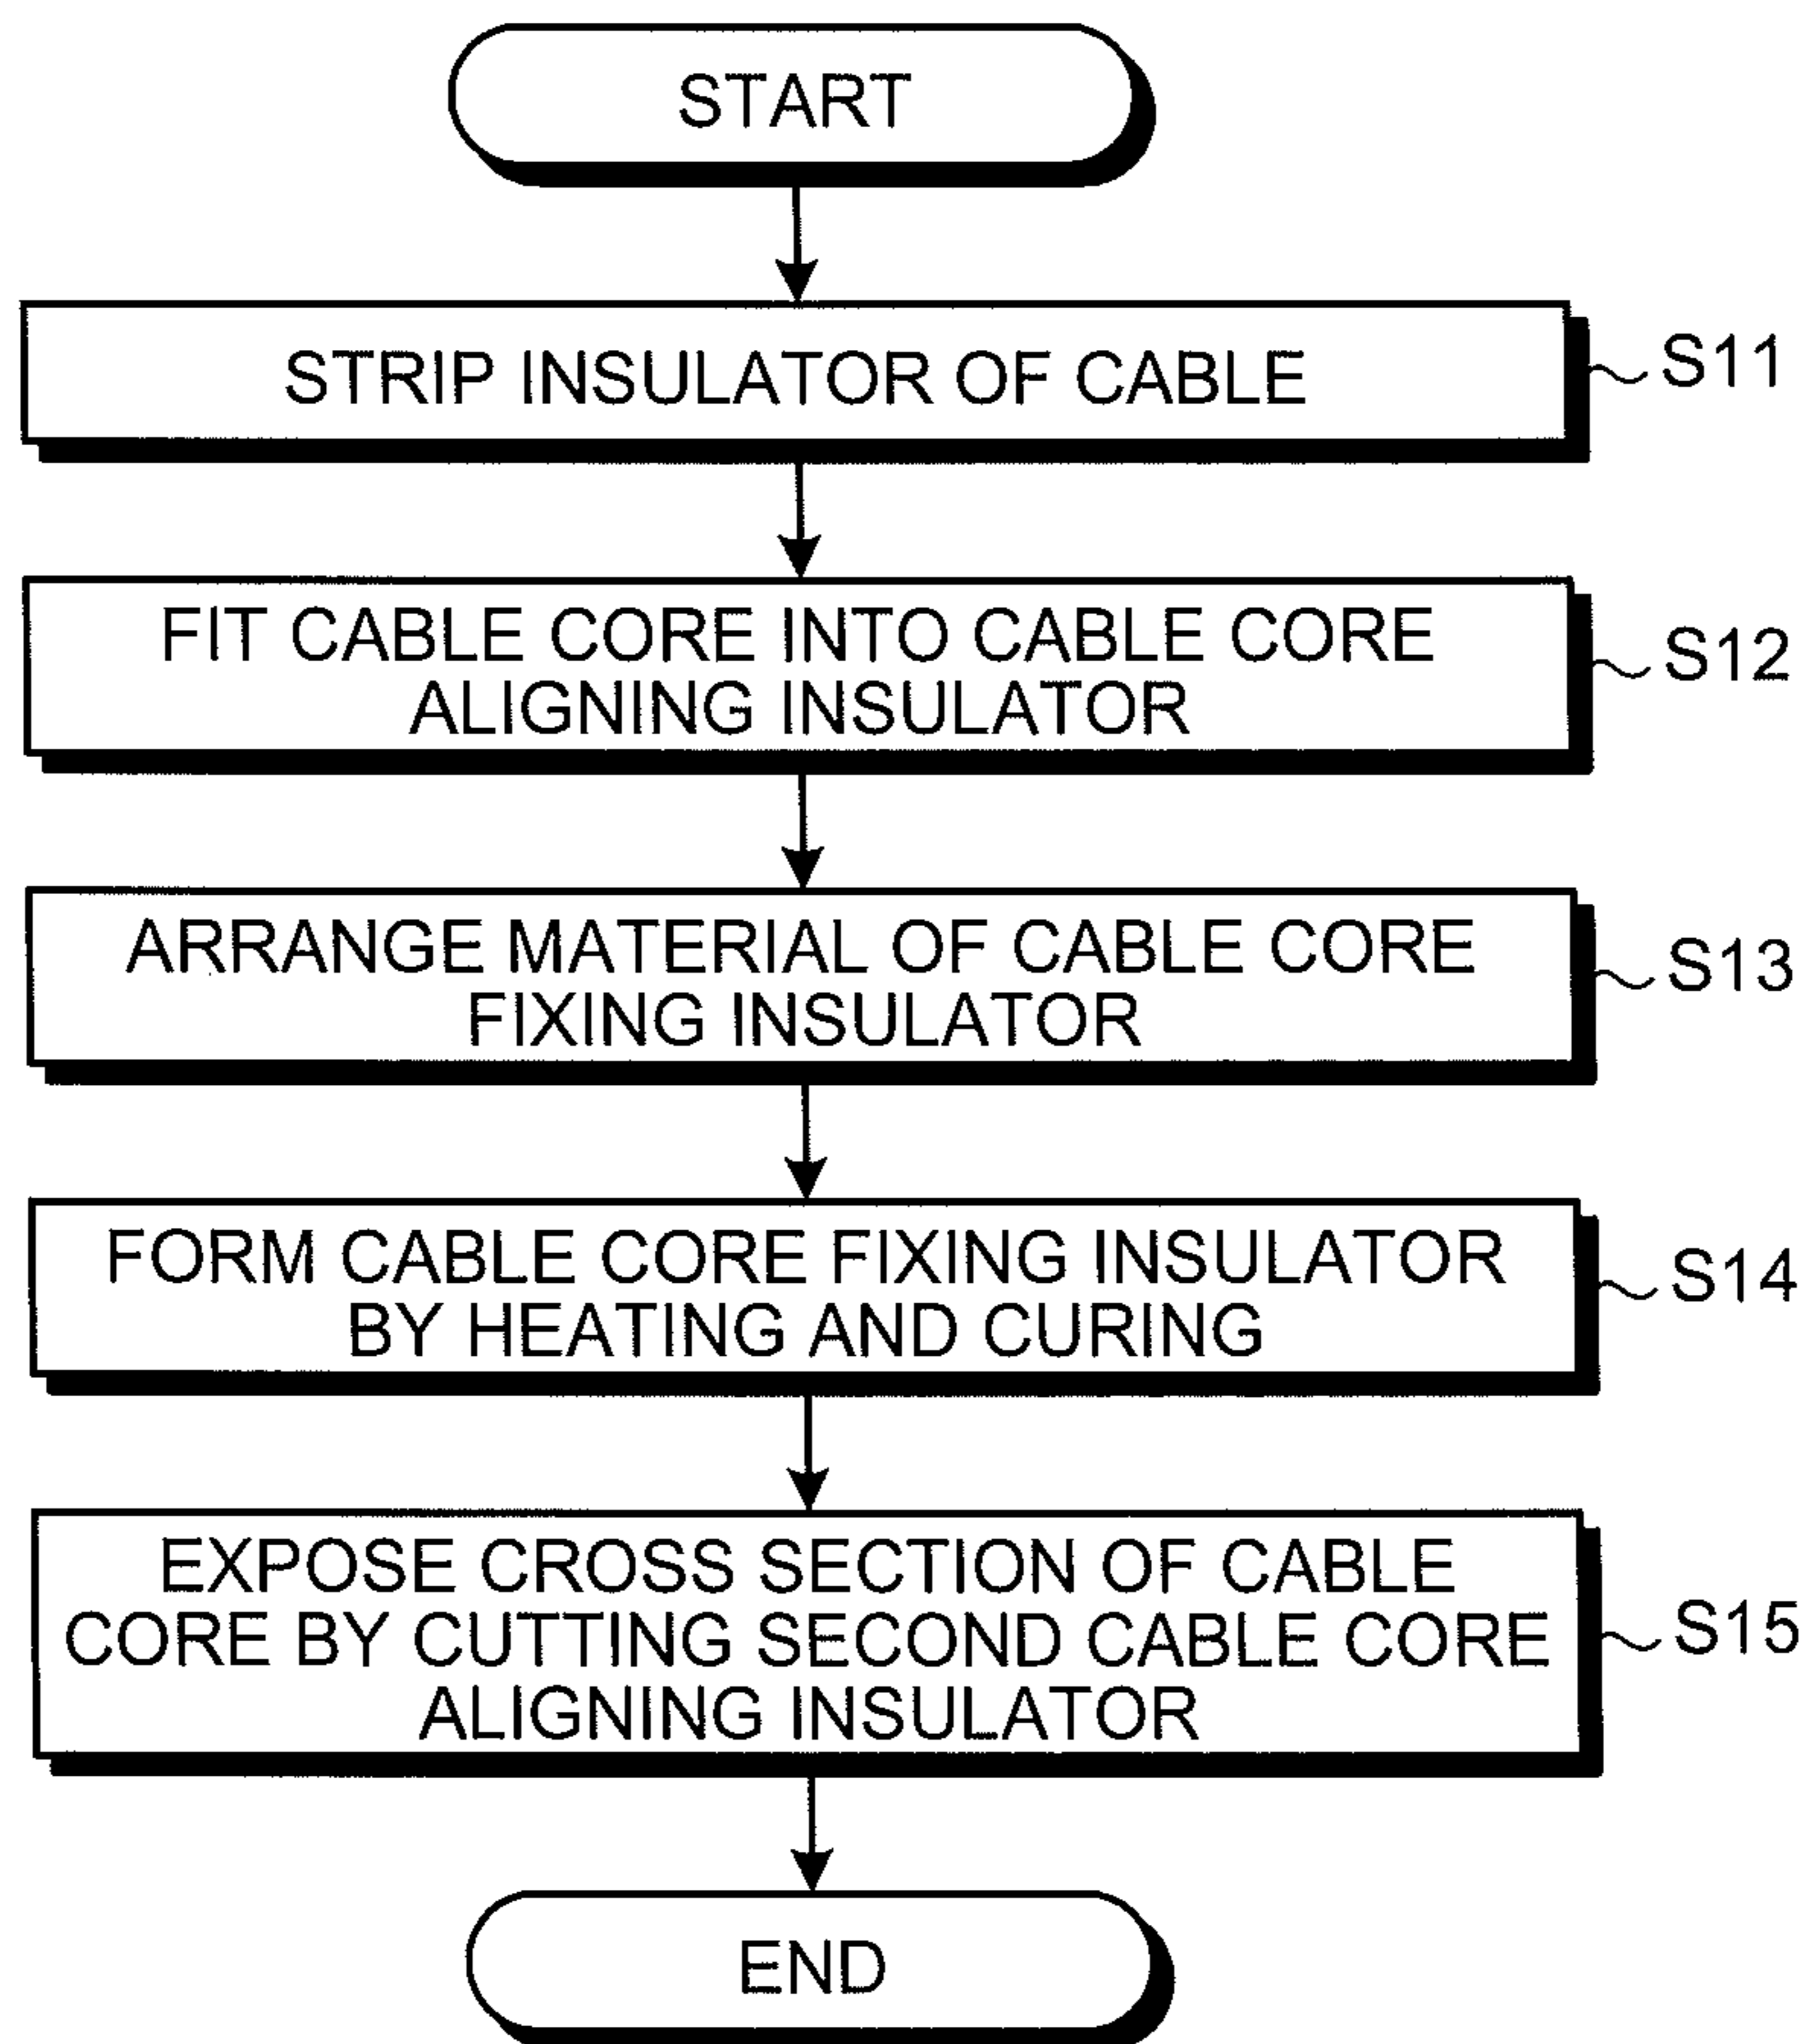 START
STRIP INSULATOR OF CABLE
S11
FIT CABLE CORE INTO CABLE CORE
ALIGNING INSULATOR
S12
ARRANGE MATERIAL OF CABLE CORE
FIXING INSULATOR
S13
FORM CABLE CORE FIXING INSULATOR
BY HEATING AND CURING
S14
EXPOSE CROSS SECTION OF CABLE
CORE BY CUTTING SECOND CABLE CORE
ALIGNING INSULATOR
S15
END